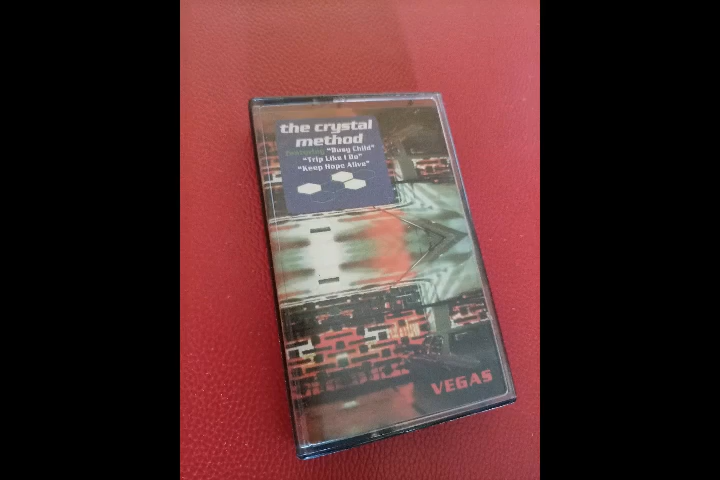 the crystal
method
featuring "Busy Child"
"Trip Like I Do"
"Keep Hope Alive"
VEGAS